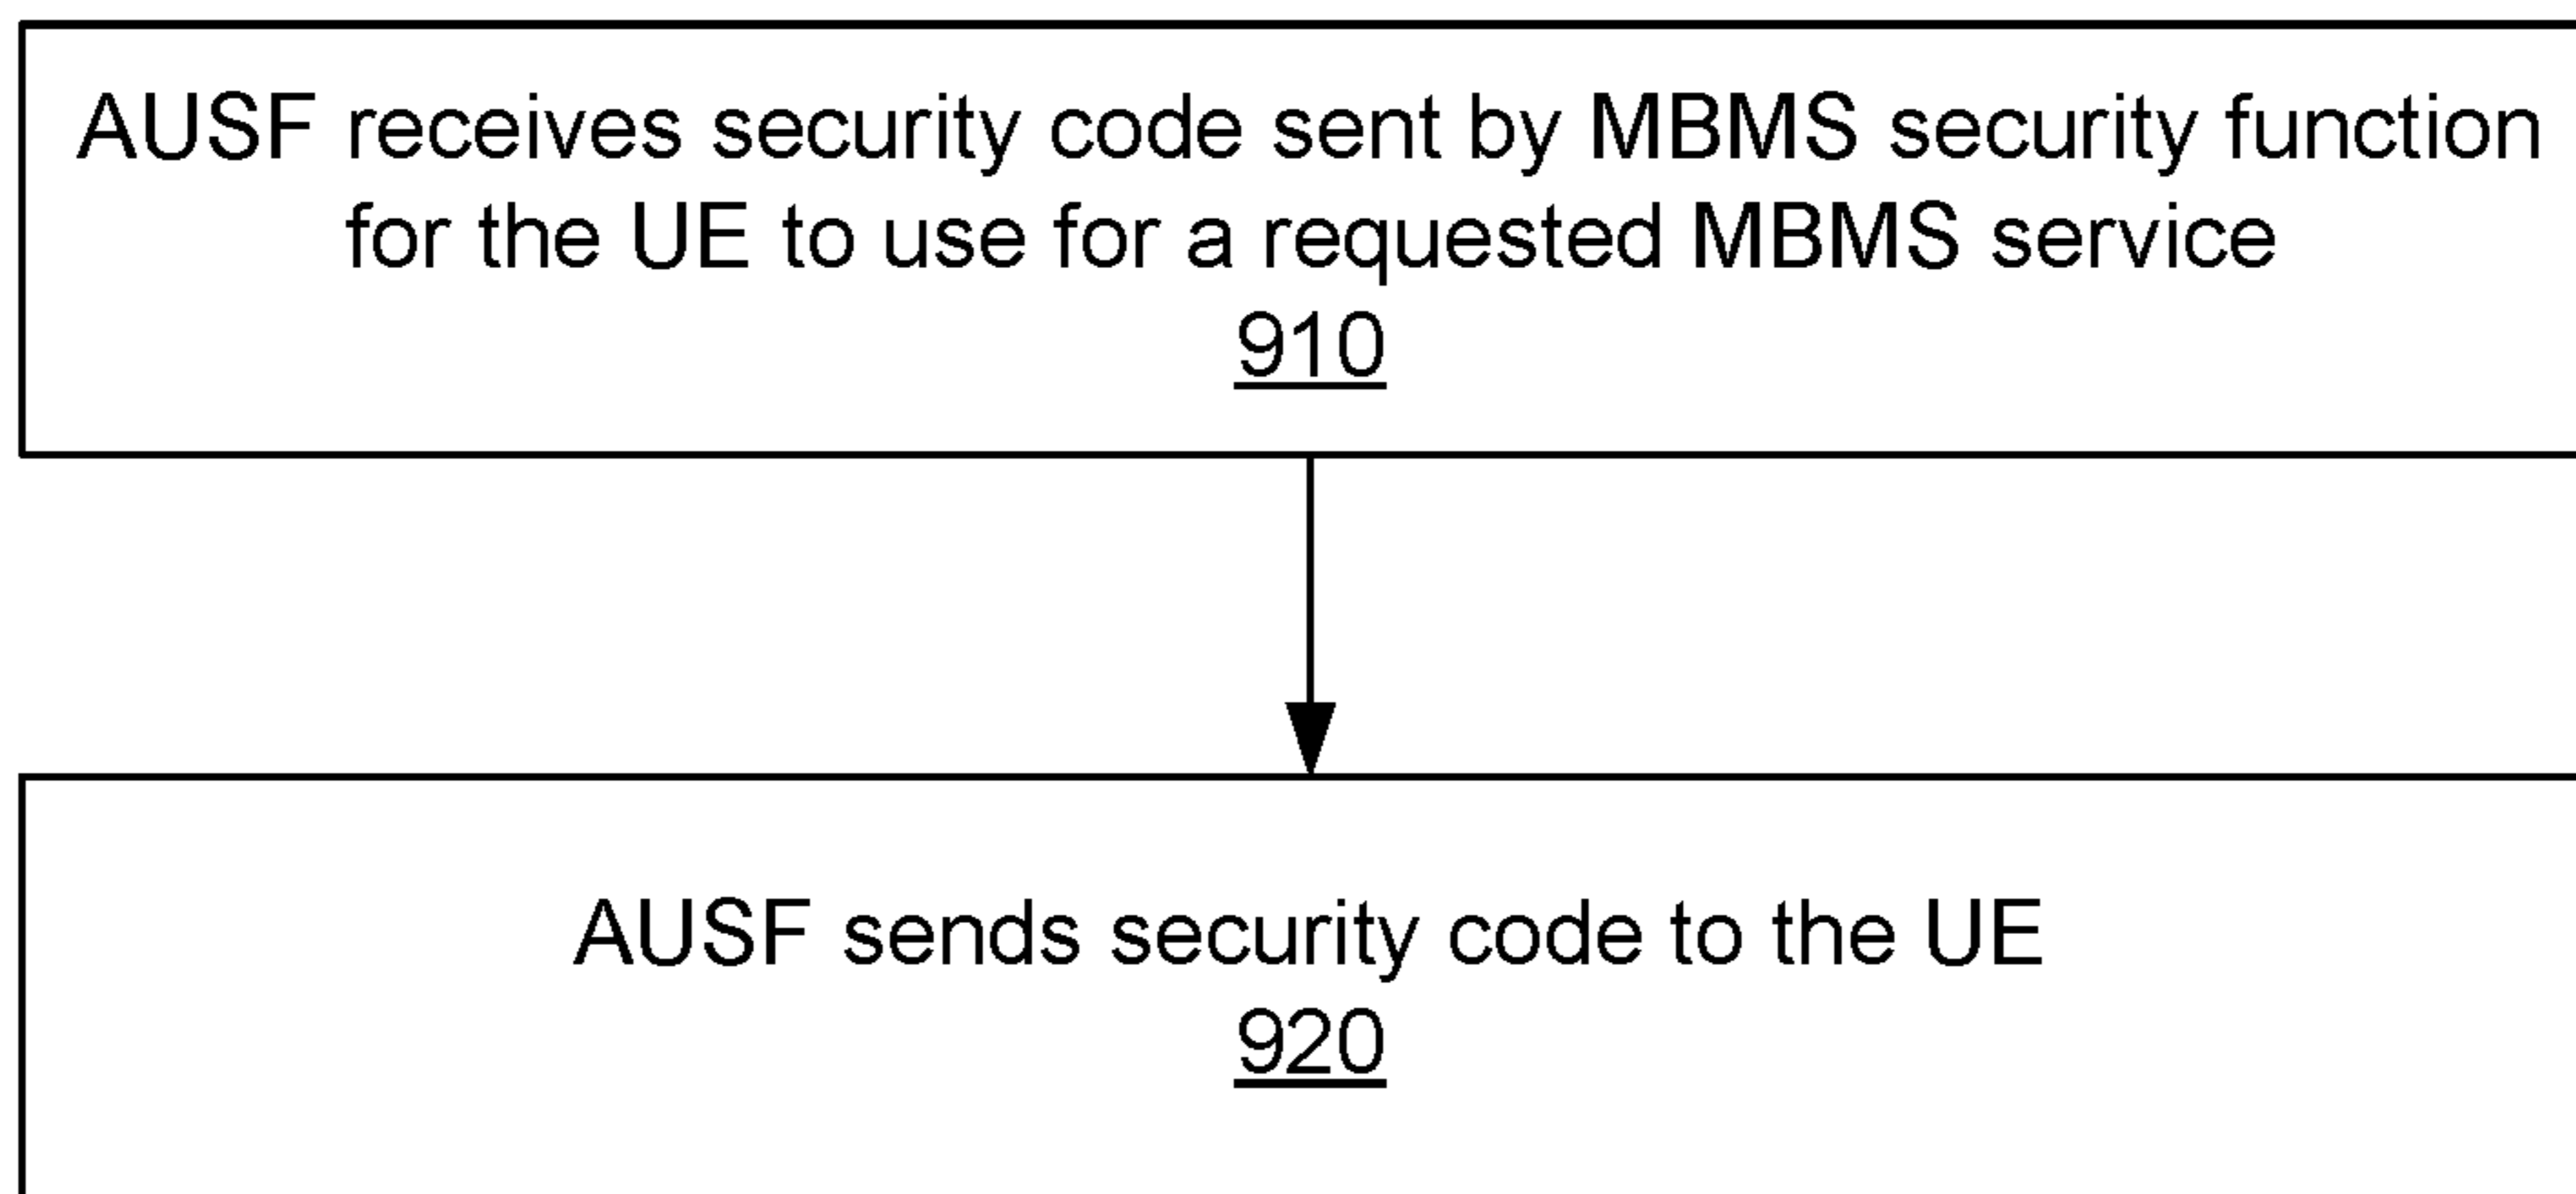 AUSF receives security code sent by MBMS security function
for the UE to use for a requested MBMS service
910
AUSF sends security code to the UE
920